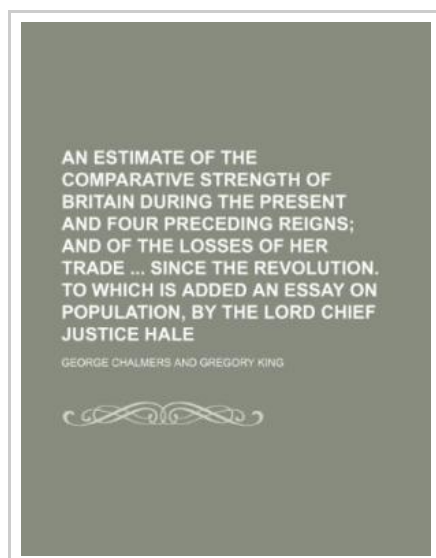 AN ESTIMATE OF THE
COMPARATIVE STRENGTH OF
BRITAIN DURING THE PRESENT
AND FOUR PRECEDING REIGNS;
AND OF THE LOSSES OF HER
TRADE ... SINCE THE REVOLUTION.
TO WHICH IS ADDED AN ESSAY ON
POPULATION, BY THE LORD CHIEF
JUSTICE HALE
GEORGE CHALMERS AND GREGORY KING